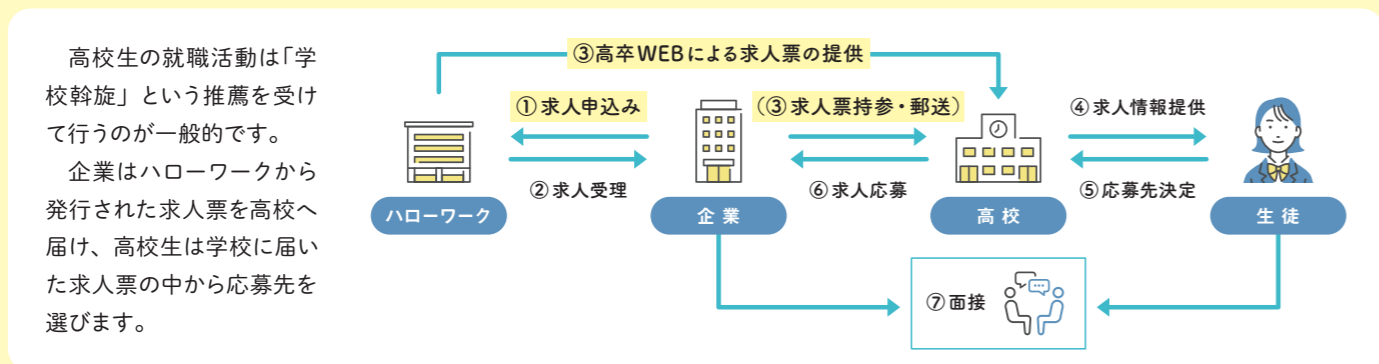 高校生の就職活動は「学
校斡旋」という推薦を受け
て行うのが一般的です。
企業はハローワークから
発行された求人票を高校へ
届け、高校生は学校に届い
た求人票の中から応募先を
選びます。
③高卒WEBによる求人票の提供
①求人申込み
（③求人票持参・郵送）
④求人情報提供
②求人受理
⑥求人応募
⑤応募先決定
ハローワーク
企業
高校
生徒
⑦面接